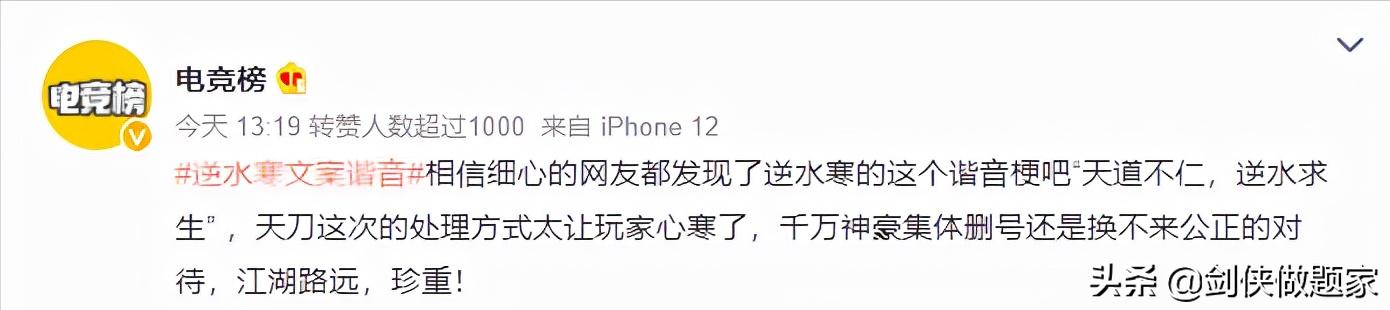 电竞榜
电竞榜
今天 13:19 转赞人数超过1000 来自 iPhone 12
#逆水寒文案谐音#相信细心的网友都发现了逆水寒的这个谐音梗吧“天道不仁，逆水求
生”，天刀这次的处理方式太让玩家心寒了，千万神豪集体删号还是换不来公正的对
待，江湖路远，珍重！
头条 @剑侠做题家